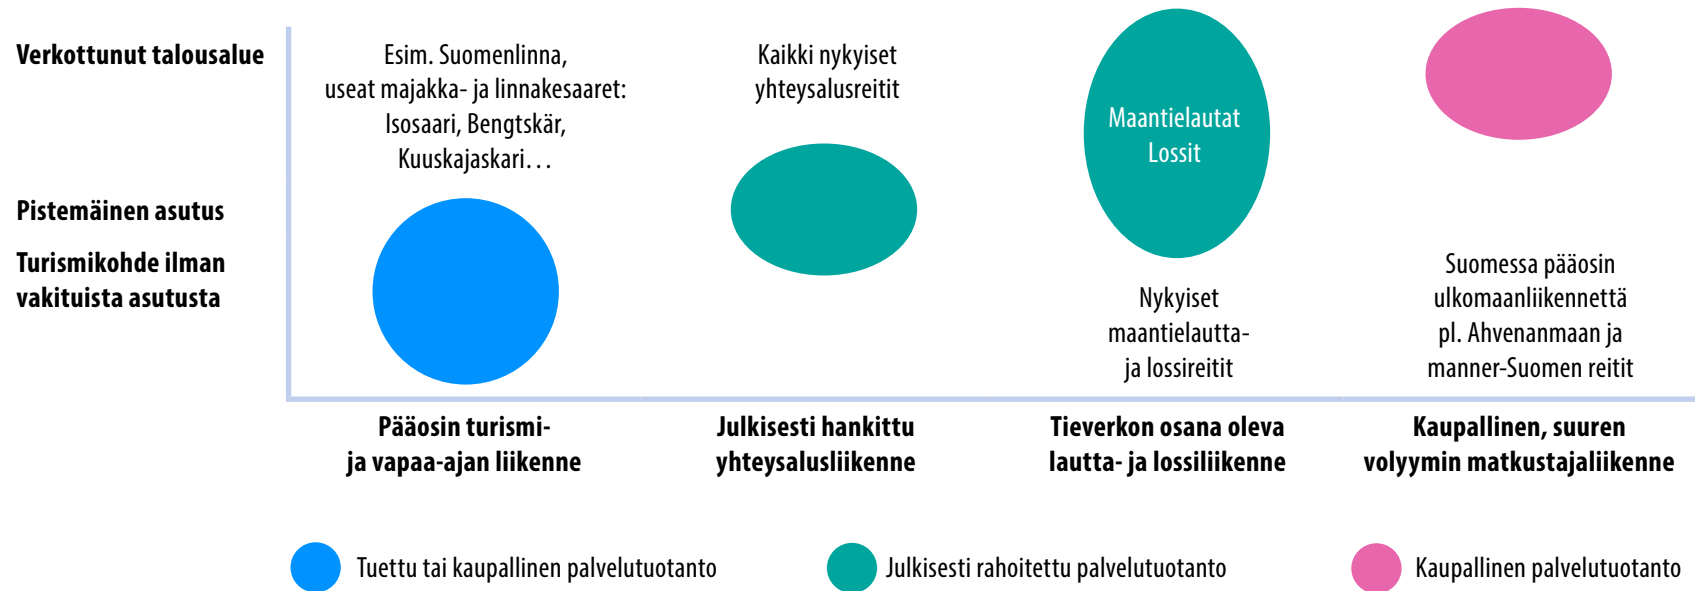 Verkottunut talousalue
Pistemäinen asutus
Turismikohde ilman
vakituista asutusta
Esim. Suomenlinna,
useat majakka- ja linnakesaaret:
Isosaari, Bengtskär,
Kuuskajaskari…
Kaikki nykyiset
yhteysalusreitit
Maantielautat
Lossit
Nykyiset
maantielautta-
ja lossireitit
Suomessa pääosin
ulkomaanliikennettä
pl. Ahvenanmaan ja
manner-Suomen reitit
Pääosin turismi-
ja vapaa-ajan liikenne
Julkisesti hankittu
yhteysalusliikenne
Tieverkon osana oleva
lautta- ja lossiliikenne
Kaupallinen, suuren
volyymin matkustajaliikenne
Tuettu tai kaupallinen palvelutuotanto
Julkisesti rahoitettu palvelutuotanto
Kaupallinen palvelutuotanto